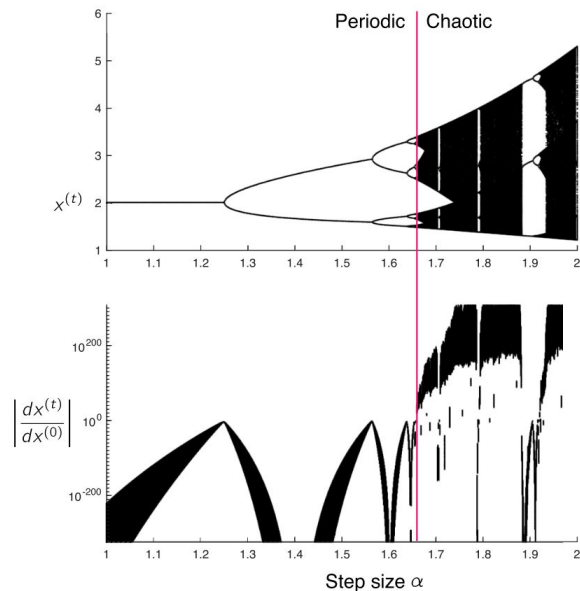 Periodic Chaotic
6
5
4
3
2
1
x^(t)
1 1.1 1.2 1.3 1.4 1.5 1.6 1.7 1.8 1.9 2
10^200
10^0
10^-200
|dx^(t)/dx^(0)|
1 1.1 1.2 1.3 1.4 1.5 1.6 1.7 1.8 1.9 2
Step size α